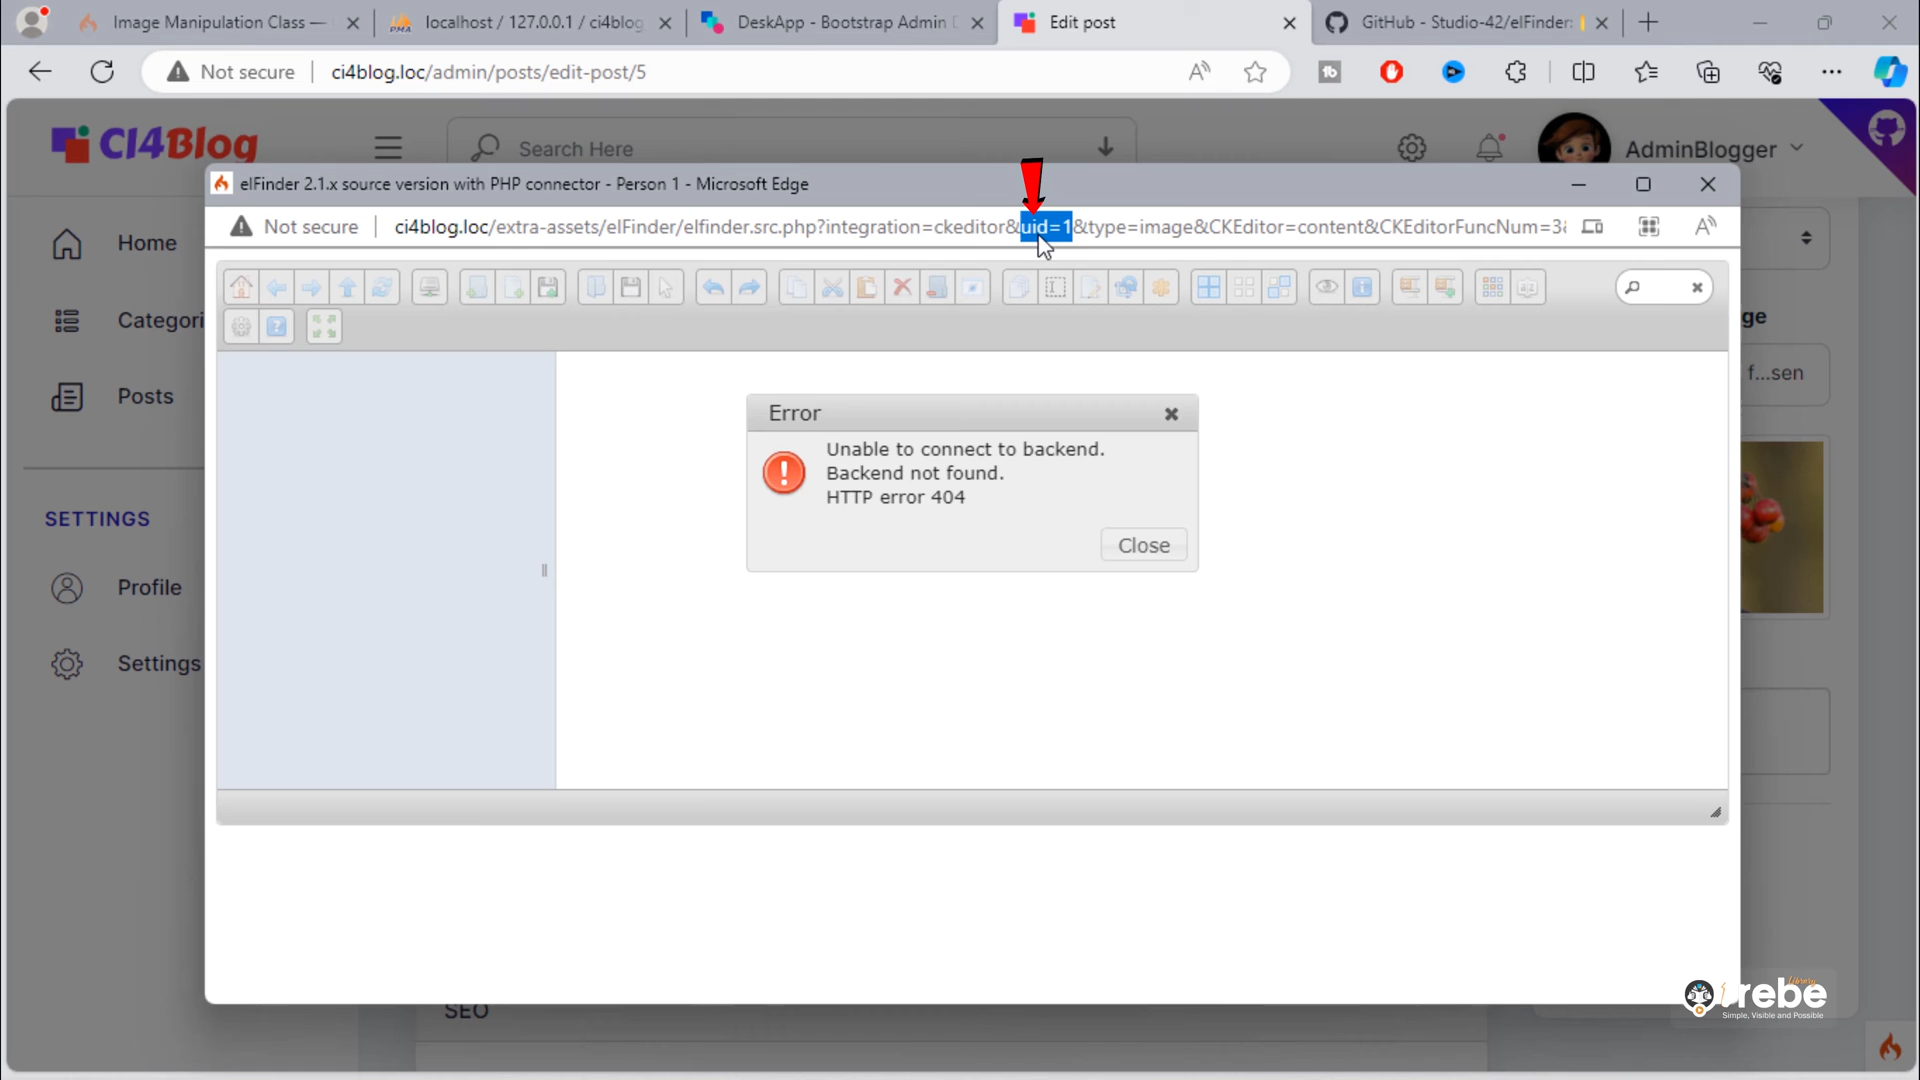 Image Manipulation Class —
localhost / 127.0.0.1 / ci4blog
DeskApp - Bootstrap Admin D
Edit post
GitHub - Studio-42/elFinder:
Not secure
ci4blog.loc/admin/posts/edit-post/5
CI4Blog
Search Here
AdminBlogger
elFinder 2.1.x source version with PHP connector - Person 1 - Microsoft Edge
Not secure
ci4blog.loc/extra-assets/elFinder/elfinder.src.php?integration=ckeditor&uid=1&type=image&CKEditor=content&CKEditorFuncNum=3&
Home
Categori
Posts
SETTINGS
Profile
Settings
ge
f...sen
Error
Unable to connect to backend.
Backend not found.
HTTP error 404
Close
SEO
irebe
Library
Simple, Visible and Possible